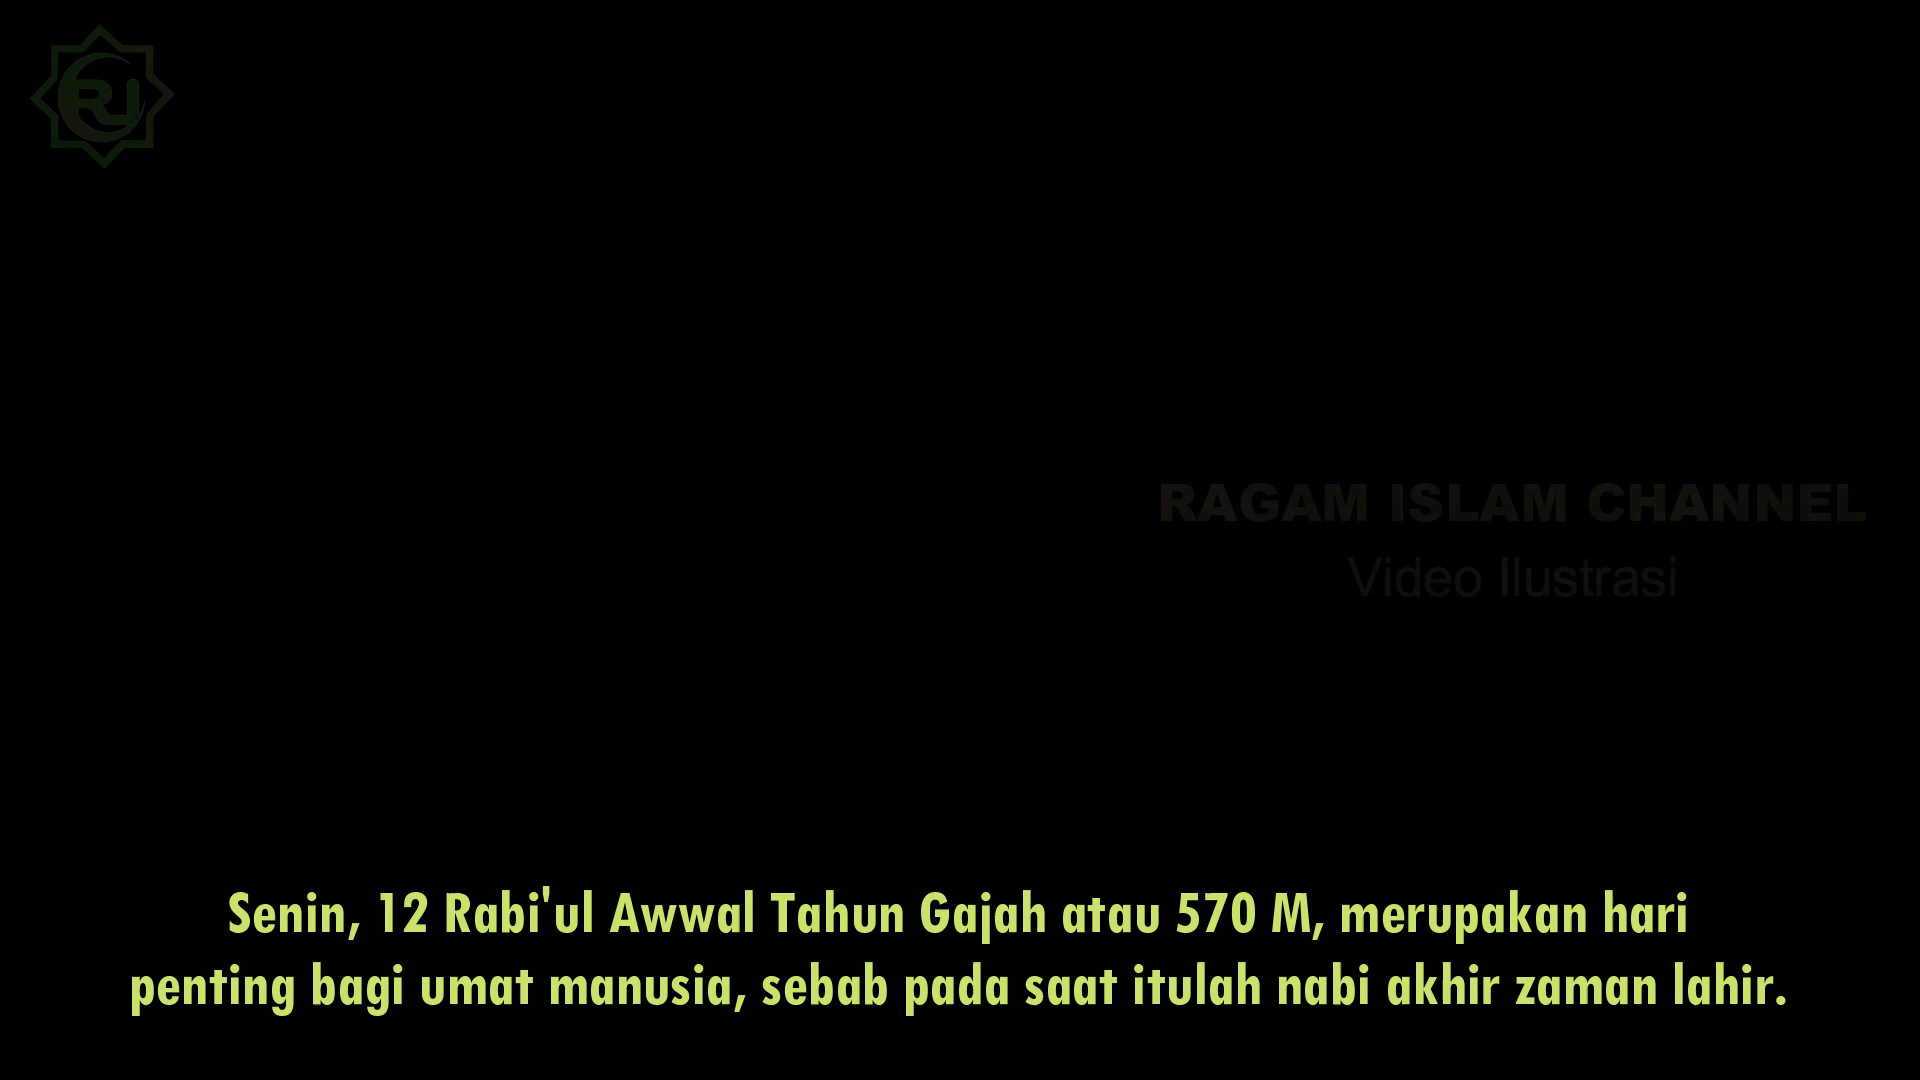 RI
RAGAM ISLAM CHANNEL
Video Ilustrasi
Senin, 12 Rabi'ul Awwal Tahun Gajah atau 570 M, merupakan hari
penting bagi umat manusia, sebab pada saat itulah nabi akhir zaman lahir.